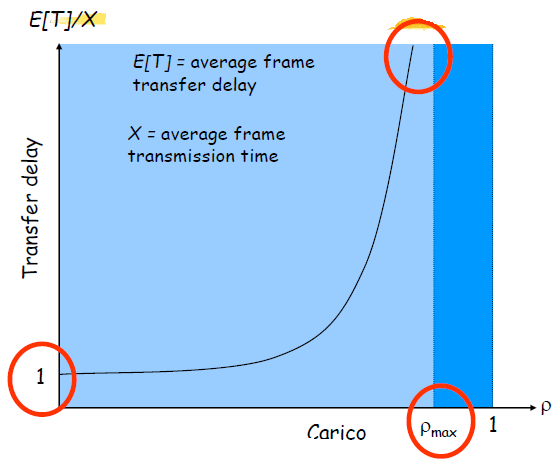 E[T]/X
E[T] = average frame
transfer delay
X = average frame
transmission time
Transfer delay
1
ρ
ρmax
1
Carico